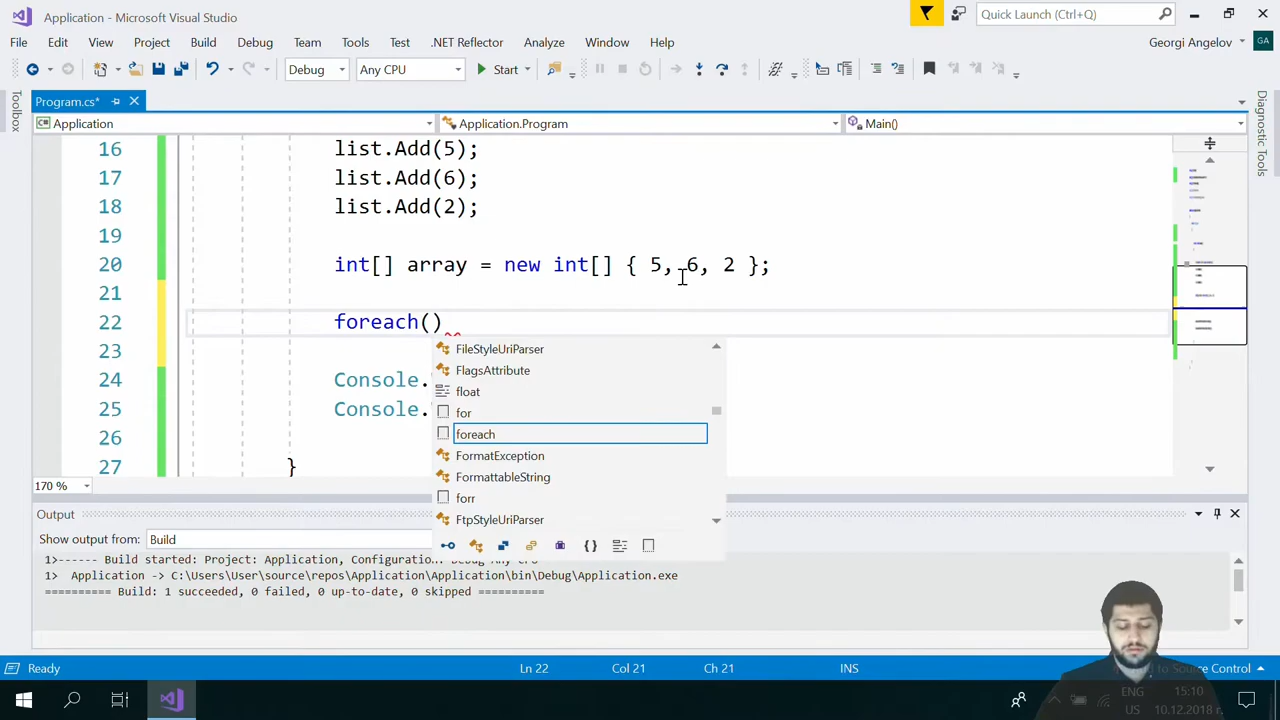 Application - Microsoft Visual Studio
Quick Launch (Ctrl+Q)
File Edit View Project Build Debug Team Tools Test .NET Reflector Analyze Window Help
Georgi Angelov GA
Debug Any CPU Start
Toolbox
Program.cs*
Diagnostic Tools
Application Application.Program Main()
16 list.Add(5);
17 list.Add(6);
18 list.Add(2);
19
20 int[] array = new int[] { 5, 6, 2 };
21
22 foreach()
23
24 Console.
25 Console.
26
27 }
FileStyleUriParser
FlagsAttribute
float
for
foreach
FormatException
FormattableString
forr
FtpStyleUriParser
170 %
Output
Show output from: Build
1>------ Build started: Project: Application, Configuration: Debug Any CPU
1> Application -> C:\Users\User\source\repos\Application\Application\bin\Debug\Application.exe
========== Build: 1 succeeded, 0 failed, 0 up-to-date, 0 skipped ==========
Ready Ln 22 Col 21 Ch 21 INS to Source Control
ENG 15:10
US 10.12.2018 г.